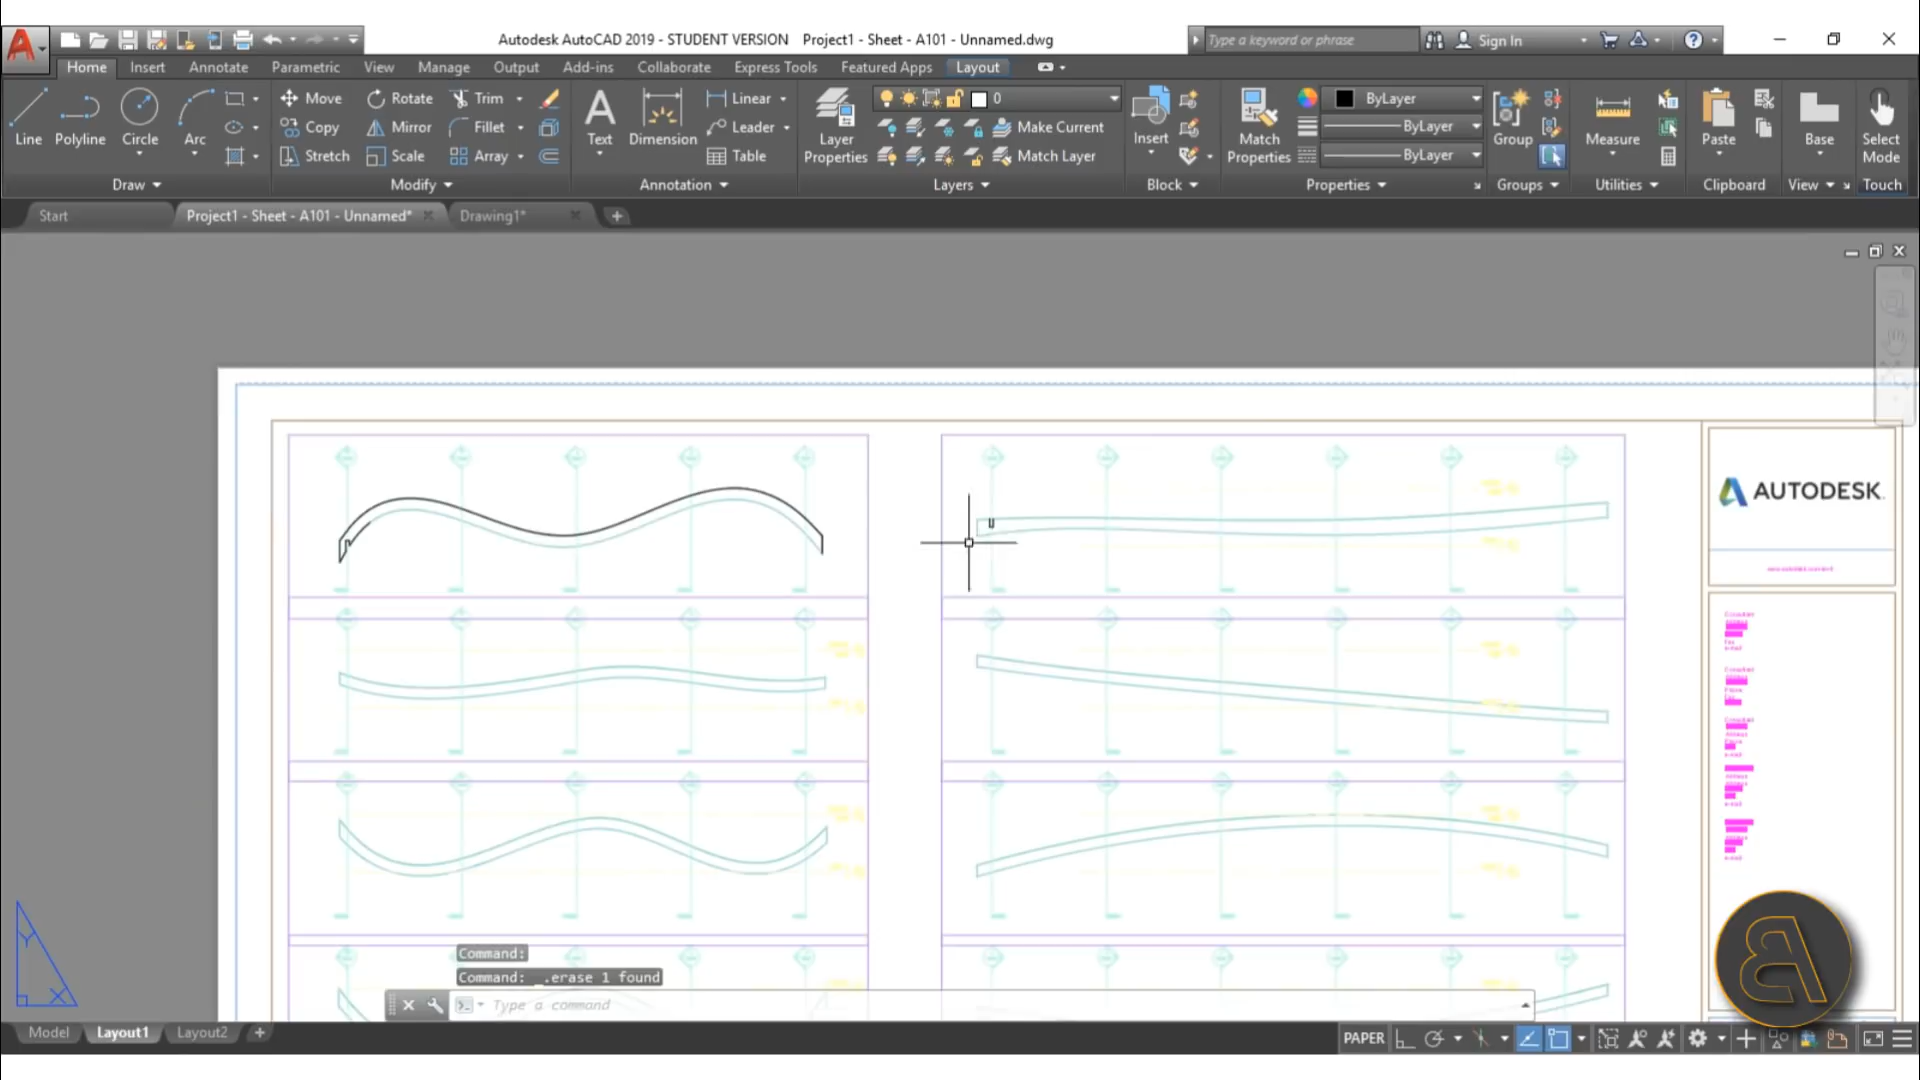 Autodesk AutoCAD 2019 - STUDENT VERSION Project1 - Sheet - A101 - Unnamed.dwg
Type a keyword or phrase
Sign In
Home Insert Annotate Parametric View Manage Output Add-ins Collaborate Express Tools Featured Apps Layout
Line
Polyline
Circle
Arc
Draw
Move
Rotate
Trim
Copy
Mirror
Fillet
Stretch
Scale
Array
Modify
Text
Dimension
Linear
Leader
Table
Annotation
Layer
Properties
0
Make Current
Match Layer
Layers
Insert
Block
Match
Properties
ByLayer
ByLayer
ByLayer
Properties
Group
Groups
Measure
Utilities
Paste
Clipboard
Base
View
Select
Mode
Touch
Start
Project1 - Sheet - A101 - Unnamed*
Drawing1*
AUTODESK
Y
X
Command:
Command: _.erase 1 found
Type a command
Model Layout1 Layout2
PAPER